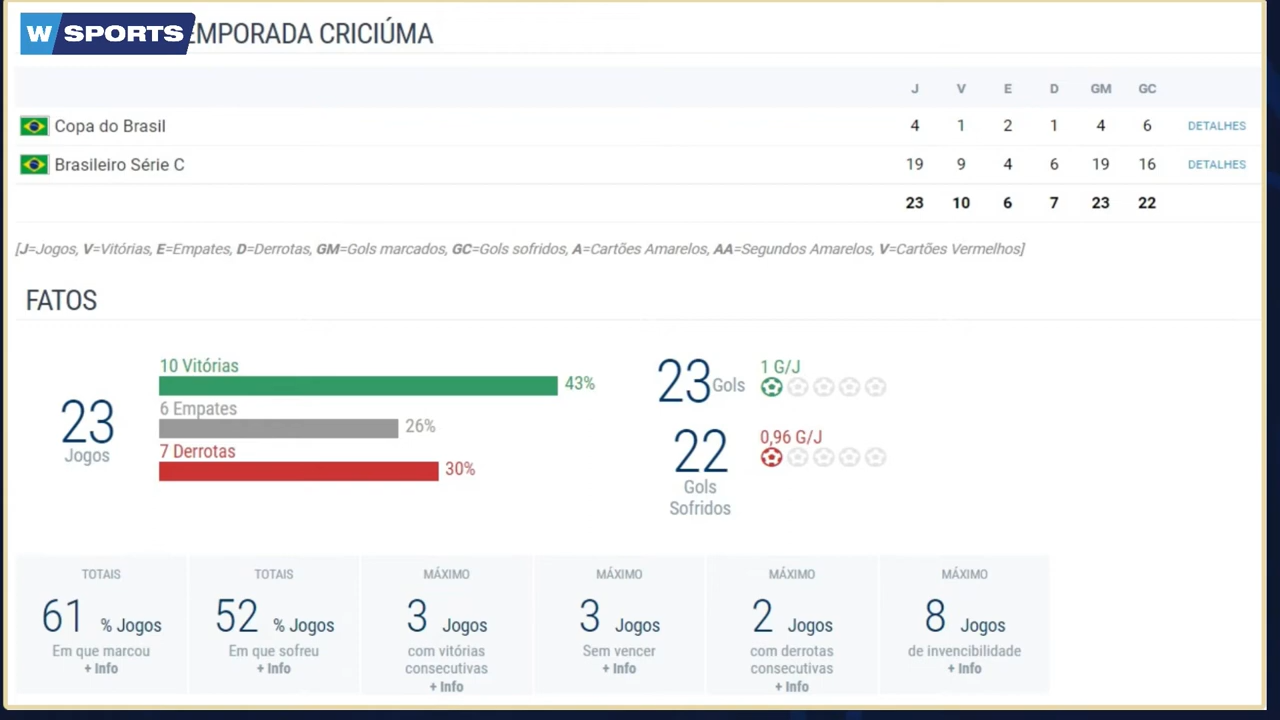 W SPORTS
EMPORADA CRICIÚMA
J V E D GM GC
Copa do Brasil 4 1 2 1 4 6 DETALHES
Brasileiro Série C 19 9 4 6 19 16 DETALHES
23 10 6 7 23 22
[J=Jogos, V=Vitórias, E=Empates, D=Derrotas, GM=Gols marcados, GC=Gols sofridos, A=Cartões Amarelos, AA=Segundos Amarelos, V=Cartões Vermelhos]
FATOS
23
Jogos
10 Vitórias
43%
6 Empates
26%
7 Derrotas
30%
23 Gols
1 G/J
22
Gols
Sofridos
0,96 G/J
TOTAIS
61 % Jogos
Em que marcou
+ Info
TOTAIS
52 % Jogos
Em que sofreu
+ Info
MÁXIMO
3 Jogos
com vitórias
consecutivas
+ Info
MÁXIMO
3 Jogos
Sem vencer
+ Info
MÁXIMO
2 Jogos
com derrotas
consecutivas
+ Info
MÁXIMO
8 Jogos
de invencibilidade
+ Info